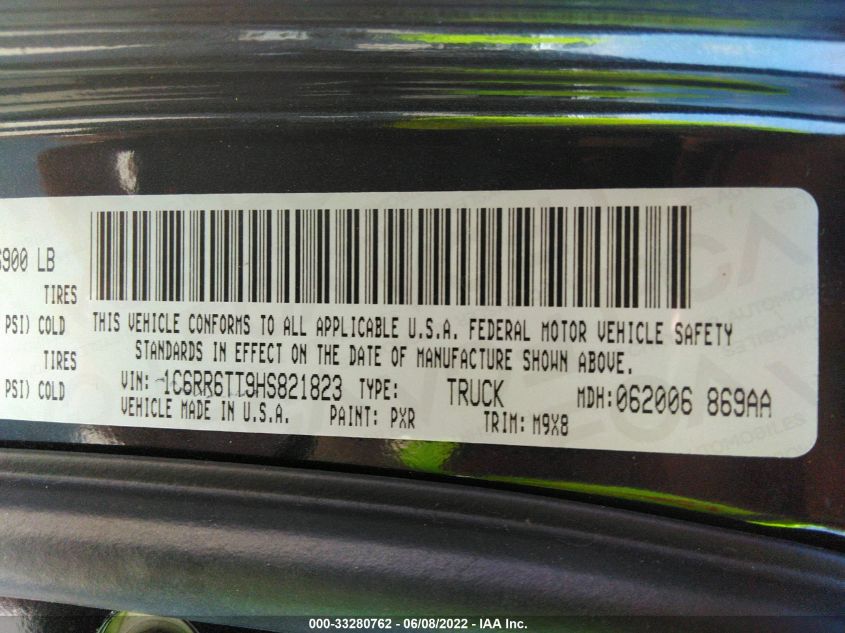 6900 LB
TIRES
PSI) COLD
TIRES
PSI) COLD
THIS VEHICLE CONFORMS TO ALL APPLICABLE U.S.A. FEDERAL MOTOR VEHICLE SAFETY
STANDARDS IN EFFECT ON THE DATE OF MANUFACTURE SHOWN ABOVE.
VIN: 1C6RR6TT9HS821823 TYPE: TRUCK MDH: 062006 869AA
VEHICLE MADE IN U.S.A. PAINT: PXR TRIM: M9X8
000-33280762 - 06/08/2022 - IAA Inc.